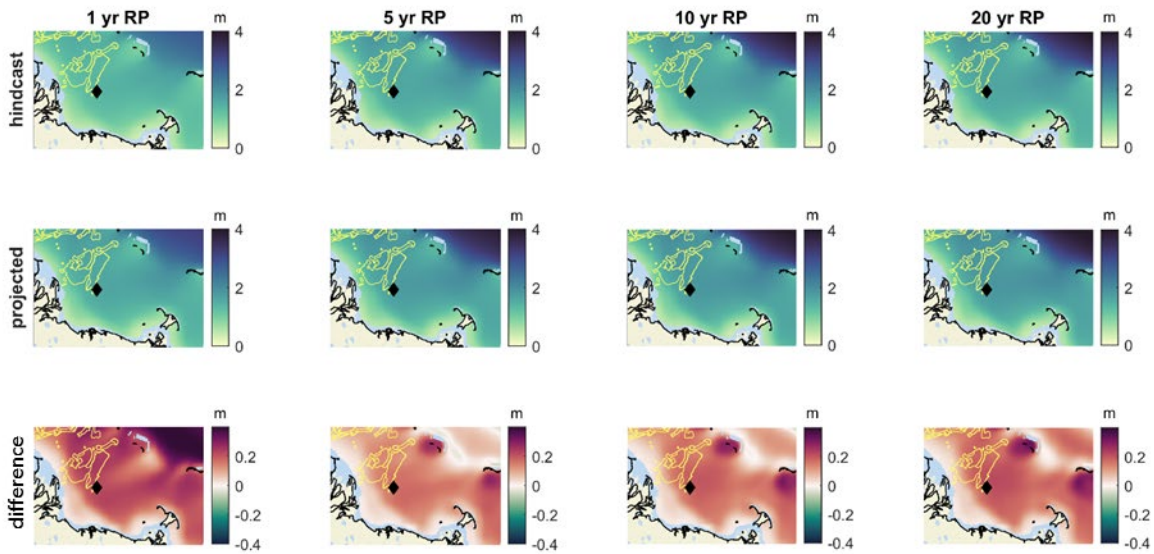 1 yr RP 5 yr RP 10 yr RP 20 yr RP
m m m m
hindcast
4 4 4 4
2 2 2 2
0 0 0 0
m m m m
projected
4 4 4 4
2 2 2 2
0 0 0 0
m m m m
difference
0.2 0.2 0.2 0.2
0 0 0 0
-0.2 -0.2 -0.2 -0.2
-0.4 -0.4 -0.4 -0.4